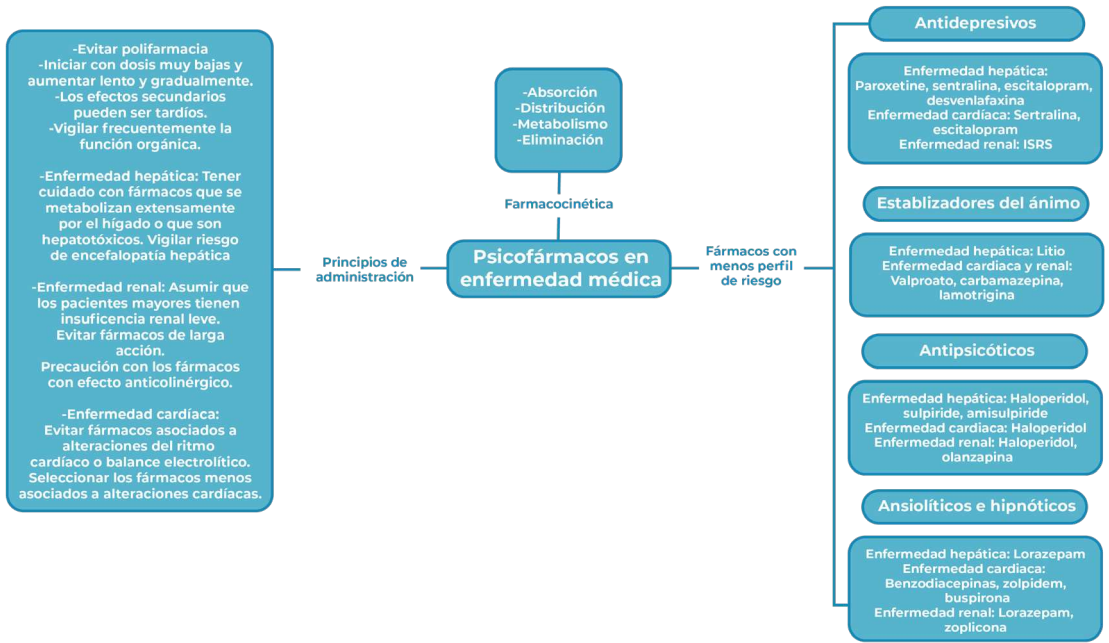 -Evitar polifarmacia
-Iniciar con dosis muy bajas y
aumentar lento y gradualmente.
-Los efectos secundarios
pueden ser tardíos.
-Vigilar frecuentemente la
función orgánica.
-Enfermedad hepática: Tener
cuidado con fármacos que se
metabolizan extensamente
por el hígado o que son
hepatotóxicos. Vigilar riesgo
de encefalopatía hepática
-Enfermedad renal: Asumir que
los pacientes mayores tienen
insuficencia renal leve.
Evitar fármacos de larga
acción.
Precaución con los fármacos
con efecto anticolinérgico.
-Enfermedad cardíaca:
Evitar fármacos asociados a
alteraciones del ritmo
cardíaco o balance electrolítico.
Seleccionar los fármacos menos
asociados a alteraciones cardíacas.
Principios de
administración
-Absorción
-Distribución
-Metabolismo
-Eliminación
Farmacocinética
Psicofármacos en
enfermedad médica
Fármacos con
menos perfil
de riesgo
Antidepresivos
Enfermedad hepática:
Paroxetine, sentralina, escitalopram,
desvenlafaxina
Enfermedad cardíaca: Sertralina,
escitalopram
Enfermedad renal: ISRS
Establizadores del ánimo
Enfermedad hepática: Litio
Enfermedad cardiaca y renal:
Valproato, carbamazepina,
lamotrigina
Antipsicóticos
Enfermedad hepática: Haloperidol,
sulpiride, amisulpiride
Enfermedad cardiaca: Haloperidol
Enfermedad renal: Haloperidol,
olanzapina
Ansiolíticos e hipnóticos
Enfermedad hepática: Lorazepam
Enfermedad cardiaca:
Benzodiacepinas, zolpidem,
buspirona
Enfermedad renal: Lorazepam,
zoplicona